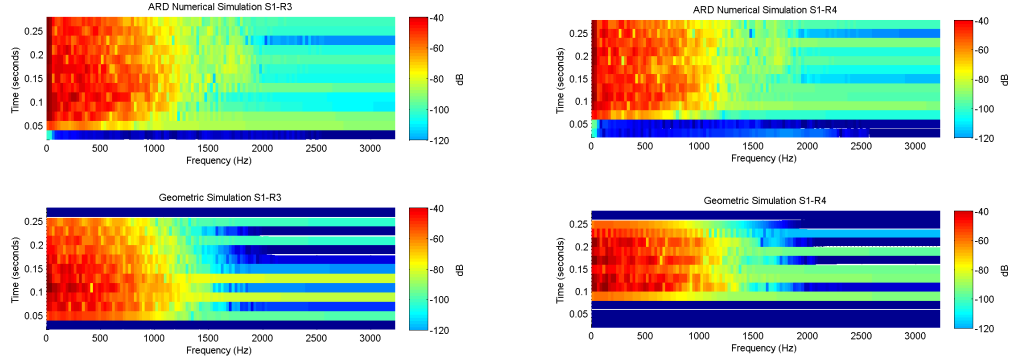 ARD Numerical Simulation S1-R3
Time (seconds)
0.25
0.2
0.15
0.1
0.05
0 500 1000 1500 2000 2500 3000
Frequency (Hz)
-40
-60
-80
-100
-120
dB
ARD Numerical Simulation S1-R4
Time (seconds)
0.25
0.2
0.15
0.1
0.05
0 500 1000 1500 2000 2500 3000
Frequency (Hz)
-40
-60
-80
-100
-120
dB
Geometric Simulation S1-R3
Time (seconds)
0.25
0.2
0.15
0.1
0.05
0 500 1000 1500 2000 2500 3000
Frequency (Hz)
-40
-60
-80
-100
-120
dB
Geometric Simulation S1-R4
Time (seconds)
0.25
0.2
0.15
0.1
0.05
0 500 1000 1500 2000 2500 3000
Frequency (Hz)
-40
-60
-80
-100
-120
dB